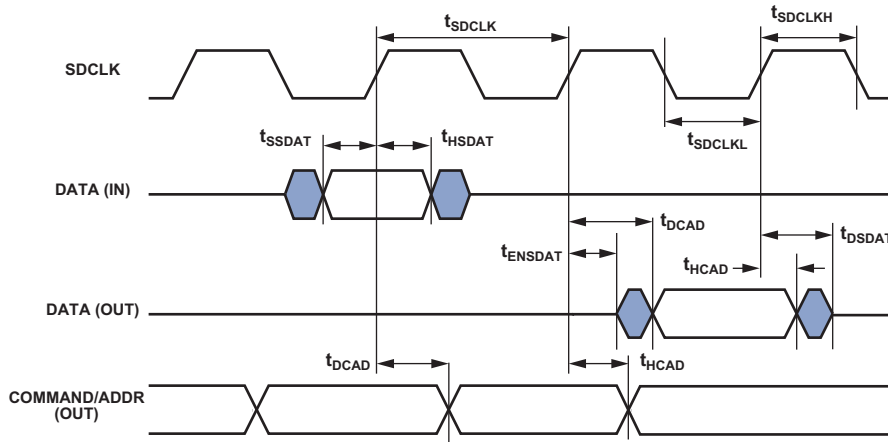 tSDCLK
tSDCLKH
SDCLK
tSSDAT
tHSDAT
tSDCLKL
DATA (IN)
tDCAD
tDSDAT
tENSDAT
tHCAD
DATA (OUT)
tDCAD
tHCAD
COMMAND/ADDR
(OUT)